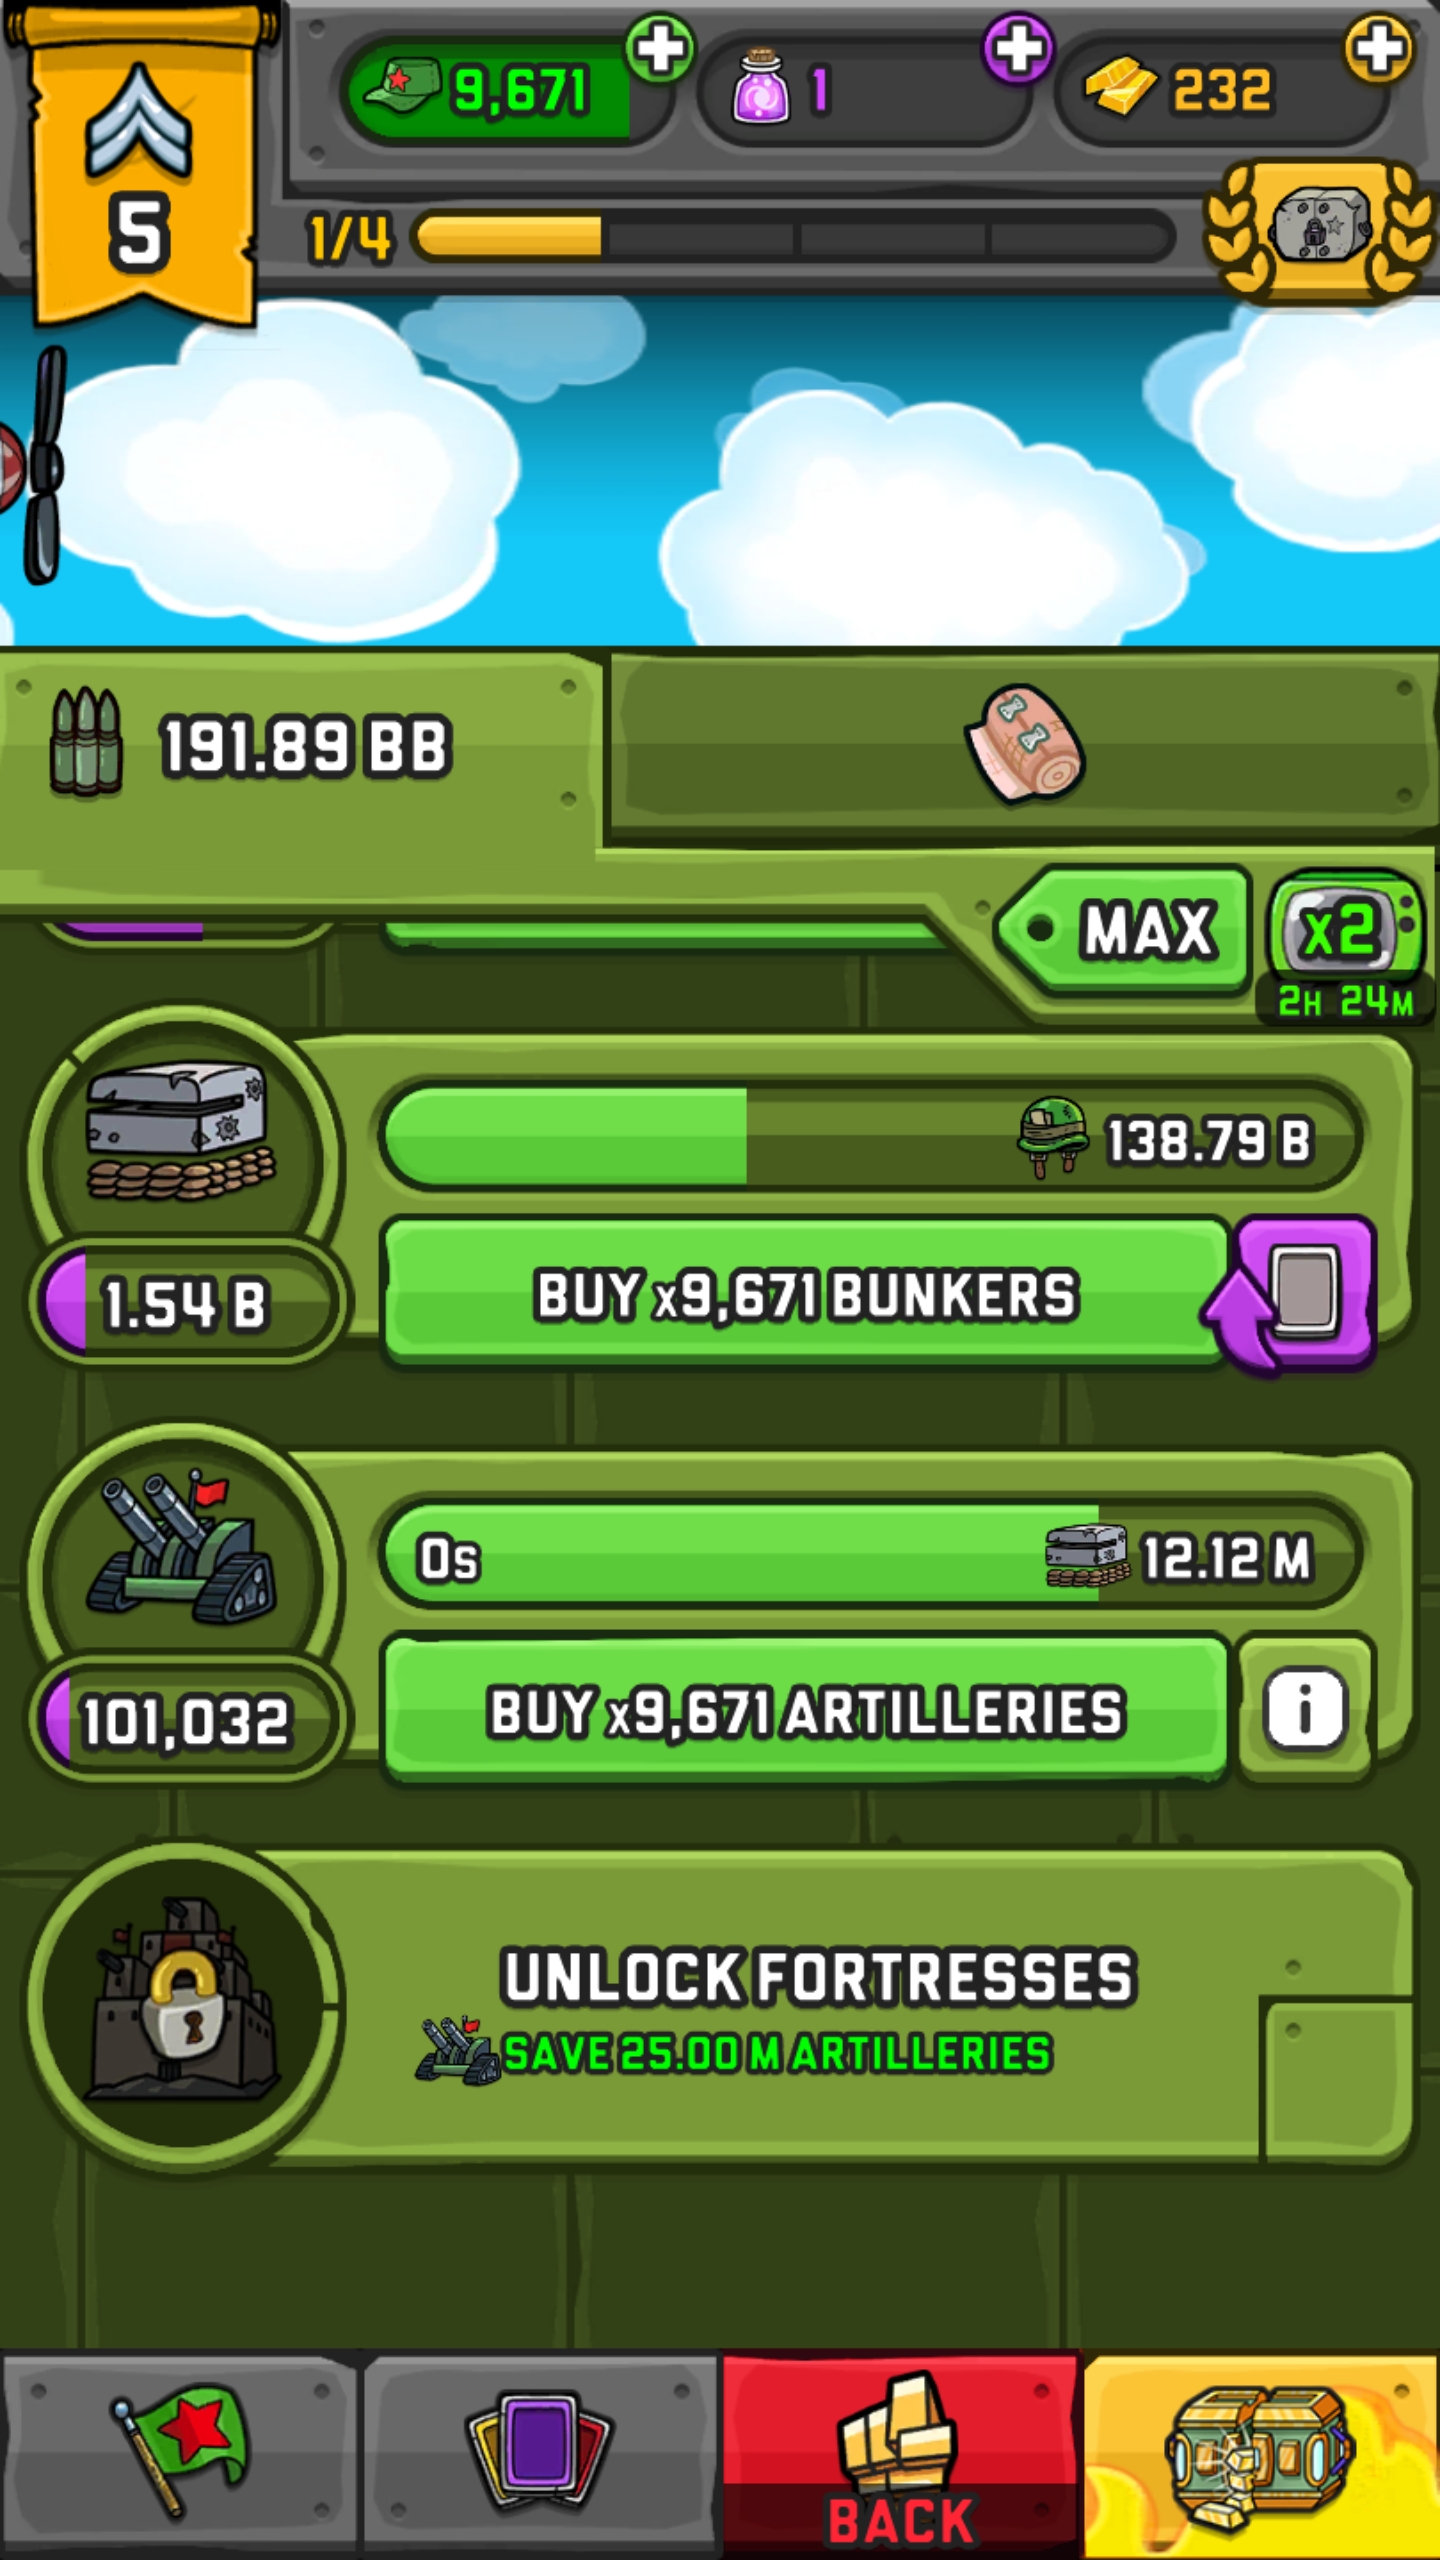 9,671
1
232
5
1/4
191.89 BB
MAX
x2
2H 24M
138.79 B
1.54 B
BUY x9,671 BUNKERS
0s
12.12 M
101,032
BUY x9,671 ARTILLERIES
i
UNLOCK FORTRESSES
SAVE 25.00 M ARTILLERIES
BACK